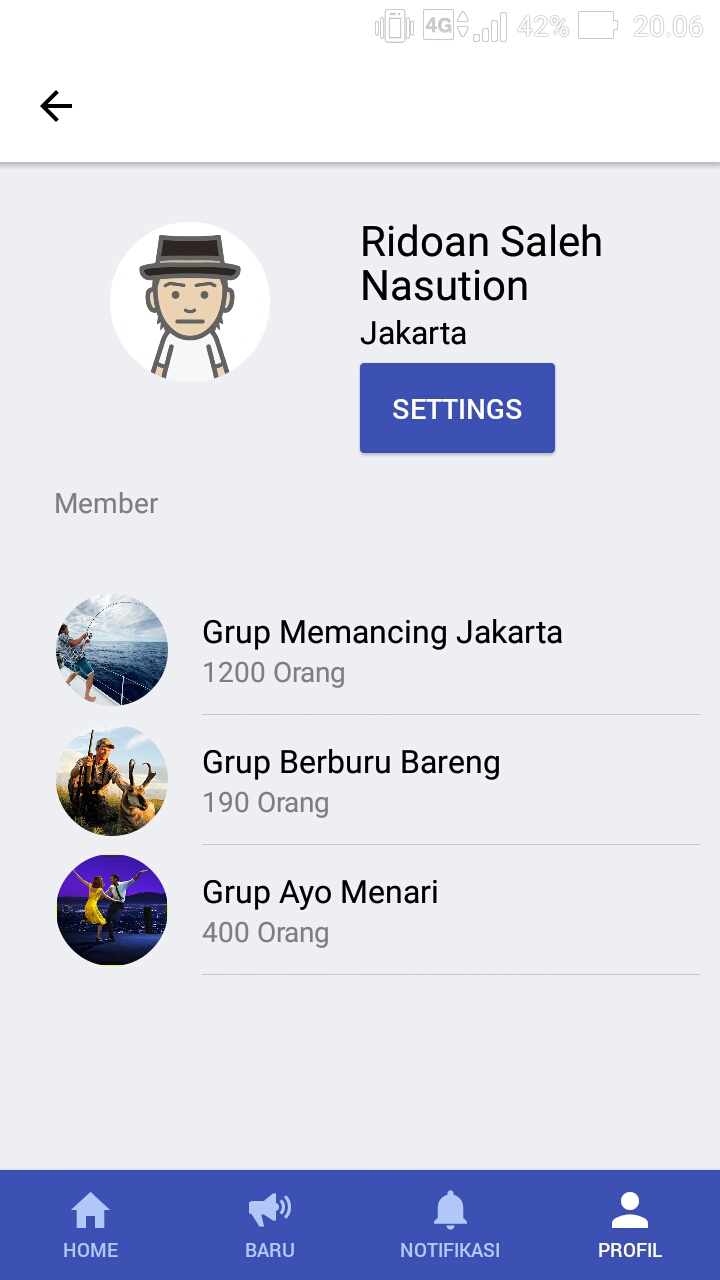 4G 42% 20.06
Ridoan Saleh
Nasution
Jakarta
SETTINGS
Member
Grup Memancing Jakarta
1200 Orang
Grup Berburu Bareng
190 Orang
Grup Ayo Menari
400 Orang
HOME BARU NOTIFIKASI PROFIL